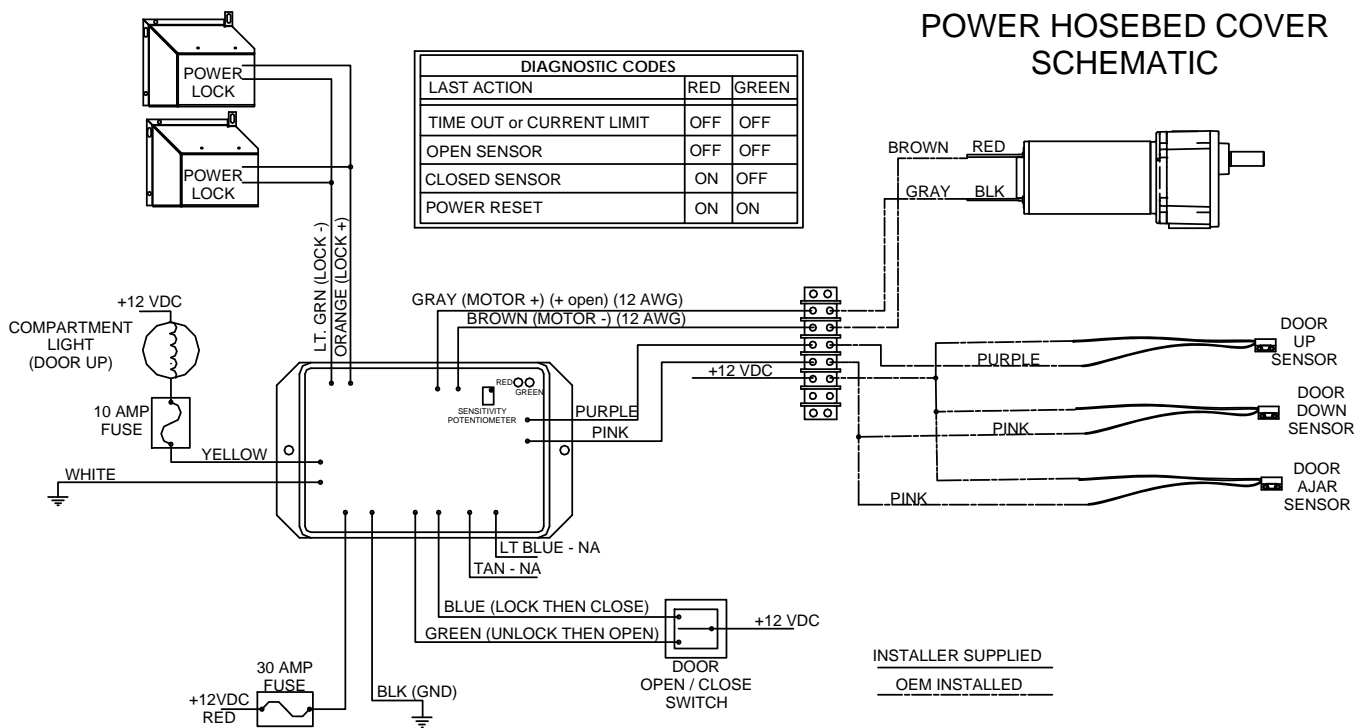 POWER HOSEBED COVER
SCHEMATIC
POWER
LOCK
POWER
LOCK
DIAGNOSTIC CODES
LAST ACTION RED GREEN
TIME OUT or CURRENT LIMIT OFF OFF
OPEN SENSOR OFF OFF
CLOSED SENSOR ON OFF
POWER RESET ON ON
BROWN RED
GRAY BLK
LT. GRN (LOCK -)
ORANGE (LOCK +)
+12 VDC
COMPARTMENT
LIGHT
(DOOR UP)
10 AMP
FUSE
YELLOW
WHITE
GRAY (MOTOR +) (+ open) (12 AWG)
BROWN (MOTOR -) (12 AWG)
+12 VDC
RED
GREEN
SENSITIVITY
POTENTIOMETER
PURPLE
PINK
PURPLE
DOOR
UP
SENSOR
PINK
DOOR
DOWN
SENSOR
PINK
DOOR
AJAR
SENSOR
LT BLUE - NA
TAN - NA
BLUE (LOCK THEN CLOSE)
GREEN (UNLOCK THEN OPEN)
+12 VDC
DOOR
OPEN / CLOSE
SWITCH
30 AMP
FUSE
+12VDC
RED
BLK (GND)
INSTALLER SUPPLIED
OEM INSTALLED